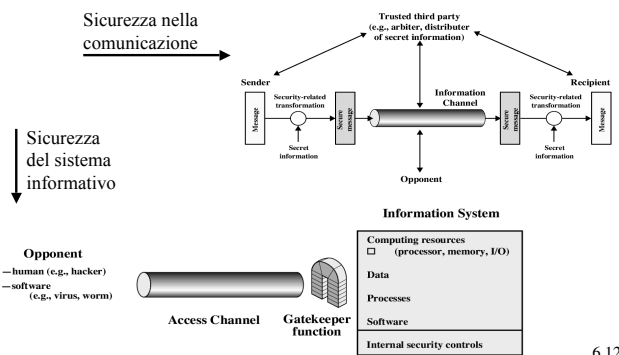 Sicurezza nella
comunicazione
Trusted third party
(e.g., arbiter, distributer
of secret information)
Sender
Recipient
Security-related
transformation
Information
Channel
Security-related
transformation
Message
Secure
message
Secure
message
Message
Secret
information
Secret
information
Opponent
Sicurezza
del sistema
informativo
Information System
Opponent
—human (e.g., hacker)
—software
(e.g., virus, worm)
Access Channel
Gatekeeper
function
Computing resources
(processor, memory, I/O)
Data
Processes
Software
Internal security controls
6.12